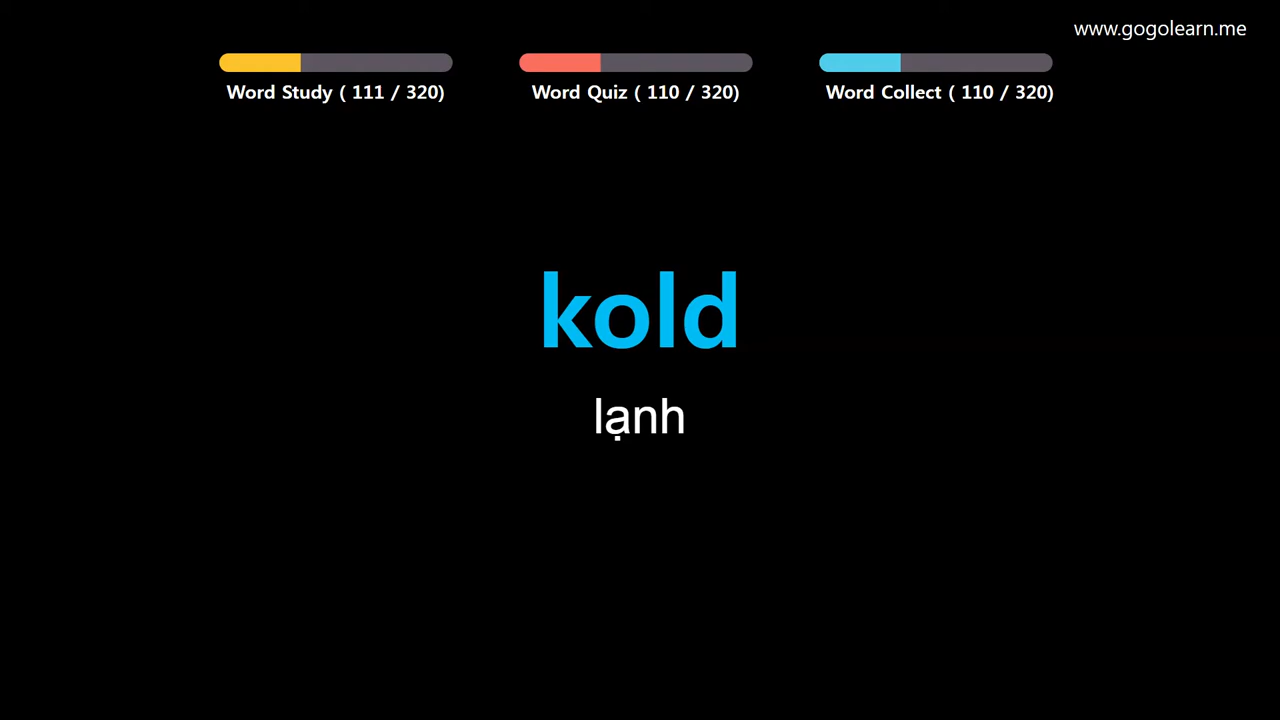 www.gogolearn.me
Word Study ( 111 / 320)
Word Quiz ( 110 / 320)
Word Collect ( 110 / 320)
kold
lạnh